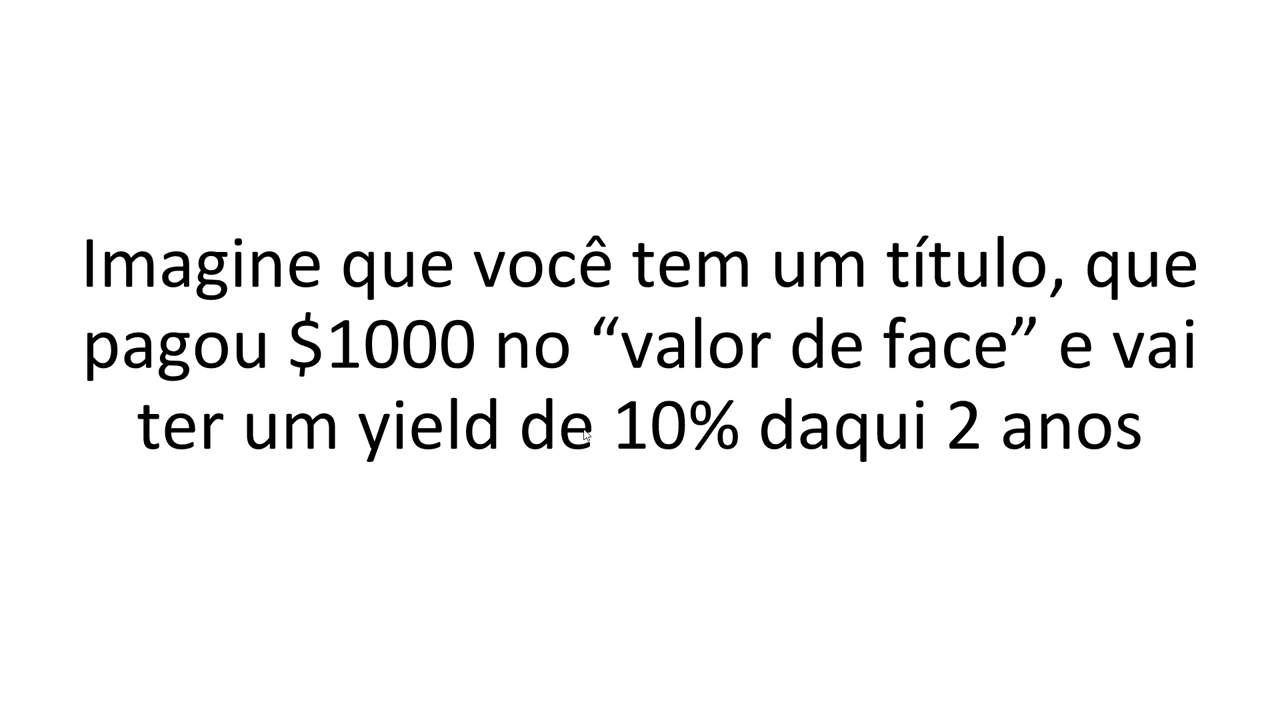 Imagine que você tem um título, que
pagou $1000 no “valor de face” e vai
ter um yield de 10% daqui 2 anos